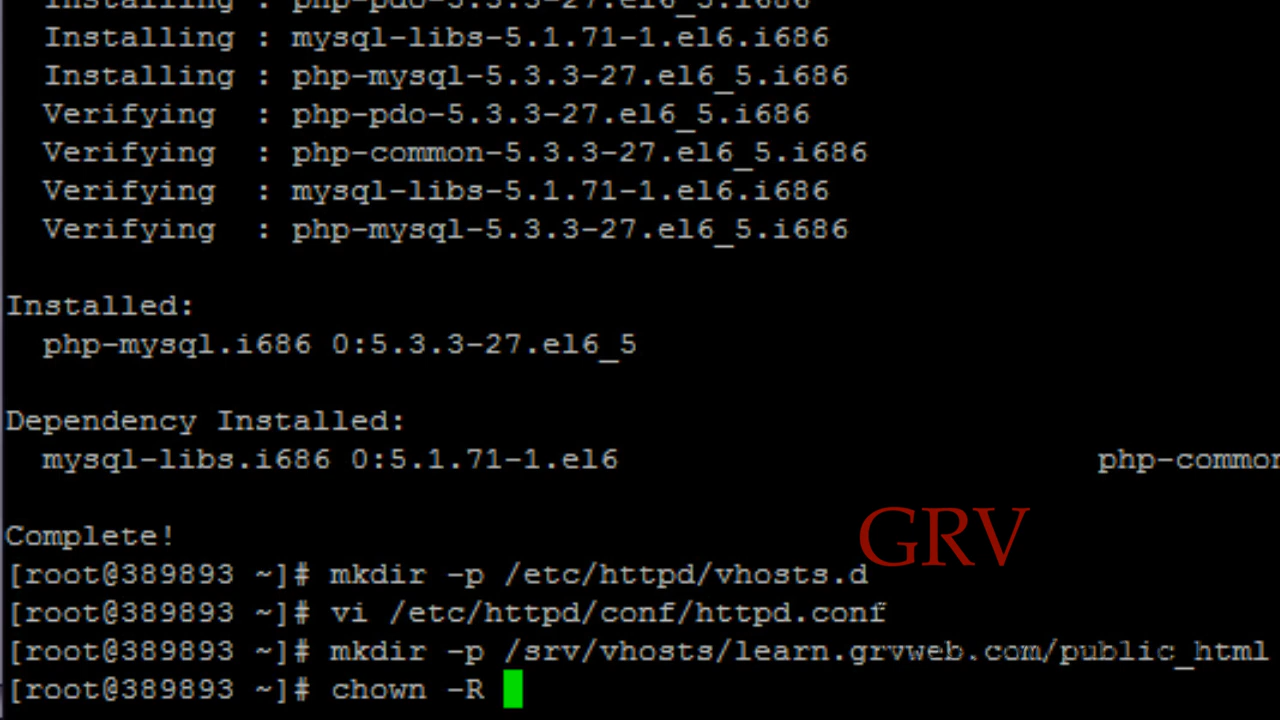 Installing : php-pdo-5.3.3-27.el6_5.i686
Installing : mysql-libs-5.1.71-1.el6.i686
Installing : php-mysql-5.3.3-27.el6_5.i686
Verifying : php-pdo-5.3.3-27.el6_5.i686
Verifying : php-common-5.3.3-27.el6_5.i686
Verifying : mysql-libs-5.1.71-1.el6.i686
Verifying : php-mysql-5.3.3-27.el6_5.i686
Installed:
php-mysql.i686 0:5.3.3-27.el6_5
Dependency Installed:
mysql-libs.i686 0:5.1.71-1.el6 php-common
Complete!
GRV
[root@389893 ~]# mkdir -p /etc/httpd/vhosts.d
[root@389893 ~]# vi /etc/httpd/conf/httpd.conf
[root@389893 ~]# mkdir -p /srv/vhosts/learn.grvweb.com/public_html
[root@389893 ~]# chown -R